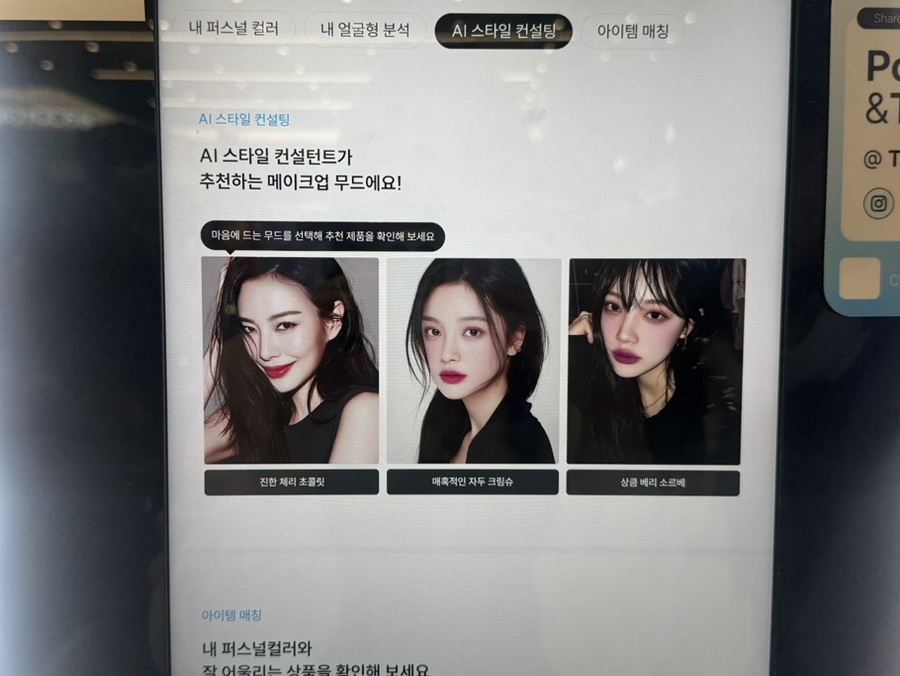 내 퍼스널 컬러
내 얼굴형 분석
AI 스타일 컨설팅
아이템 매칭
AI 스타일 컨설팅
AI 스타일 컨설턴트가
추천하는 메이크업 무드에요!
마음에 드는 무드를 선택해 추천 제품을 확인해 보세요
진한 체리 초콜릿
매혹적인 자두 크림슈
상큼 베리 소르베
아이템 매칭
내 퍼스널컬러와
잘 어울리는 상품을 확인해 보세요
Share
&
@